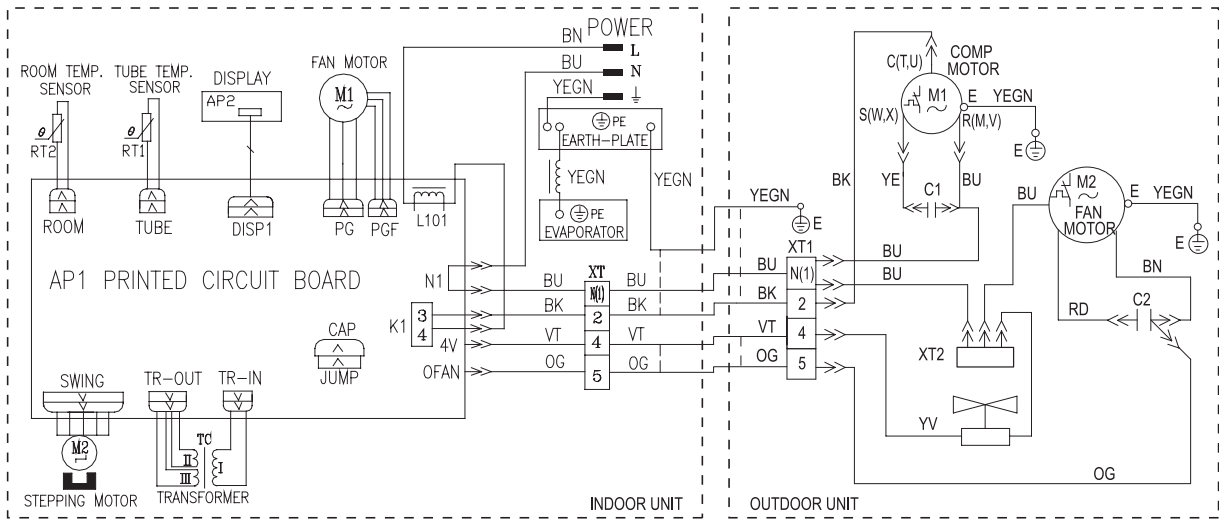 POWER
BN
L
BU
N
YEGN
ROOM TEMP.
SENSOR
TUBE TEMP.
SENSOR
DISPLAY
AP2
FAN MOTOR
M1
~
θ
RT2
θ
RT1
PE
EARTH-PLATE
YEGN
YEGN
PE
EVAPORATOR
ROOM
TUBE
DISP1
PG
PGF
L101
AP1 PRINTED CIRCUIT BOARD
N1
K1
3
4
4V
OFAN
CAP
JUMP
BU
BK
VT
OG
XT
N(1)
2
4
5
BU
BK
VT
OG
SWING
M2
STEPPING MOTOR
TR-OUT
TR-IN
TC
II
III
I
TRANSFORMER
INDOOR UNIT
YEGN
E
BU
BK
VT
OG
XT1
N(1)
2
4
5
C(T,U)
COMP
MOTOR
M1
~
S(W,X)
R(M,V)
E
YEGN
E
BK
YE
BU
C1
BU
BU
BU
M2
~
FAN
MOTOR
E
YEGN
E
BN
RD
C2
XT2
YV
OG
OUTDOOR UNIT